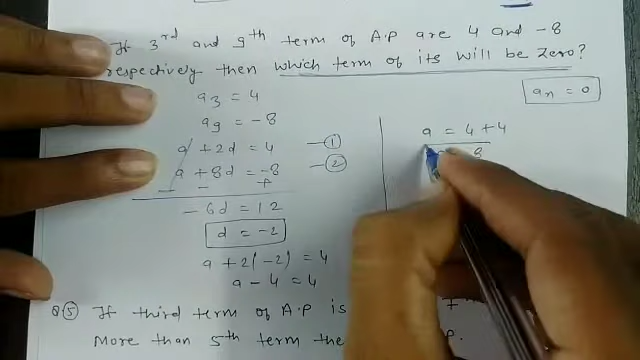 If 3rd and 9th term of A.P are 4 and -8
respectively then which term of its will be zero?
a3 = 4
an = 0
a9 = -8
a + 2d = 4 —①
a + 8d = -8 —②
- - +
-6d = 12
d = -2
a + 2(-2) = 4
a - 4 = 4
a = 4 + 4
8
Q⑤ If third term of A.P is
More than 5th term the P.